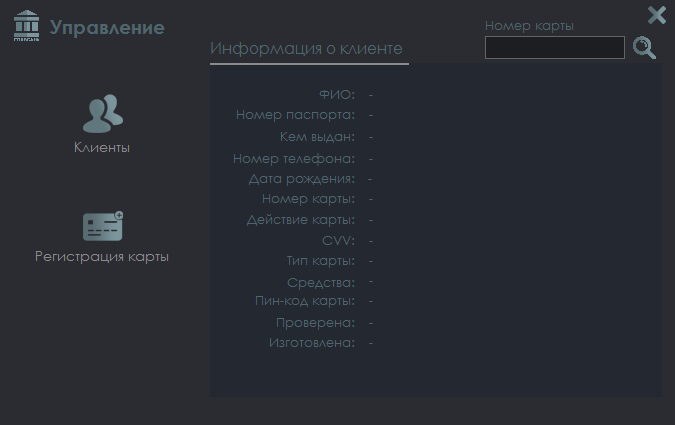 Управление
Номер карты
Информация о клиенте
ФИО: -
Номер паспорта: -
Кем выдан: -
Номер телефона: -
Дата рождения: -
Номер карты: -
Действие карты: -
CVV: -
Тип карты: -
Средства: -
Пин-код карты: -
Проверена: -
Изготовлена: -
Клиенты
Регистрация карты